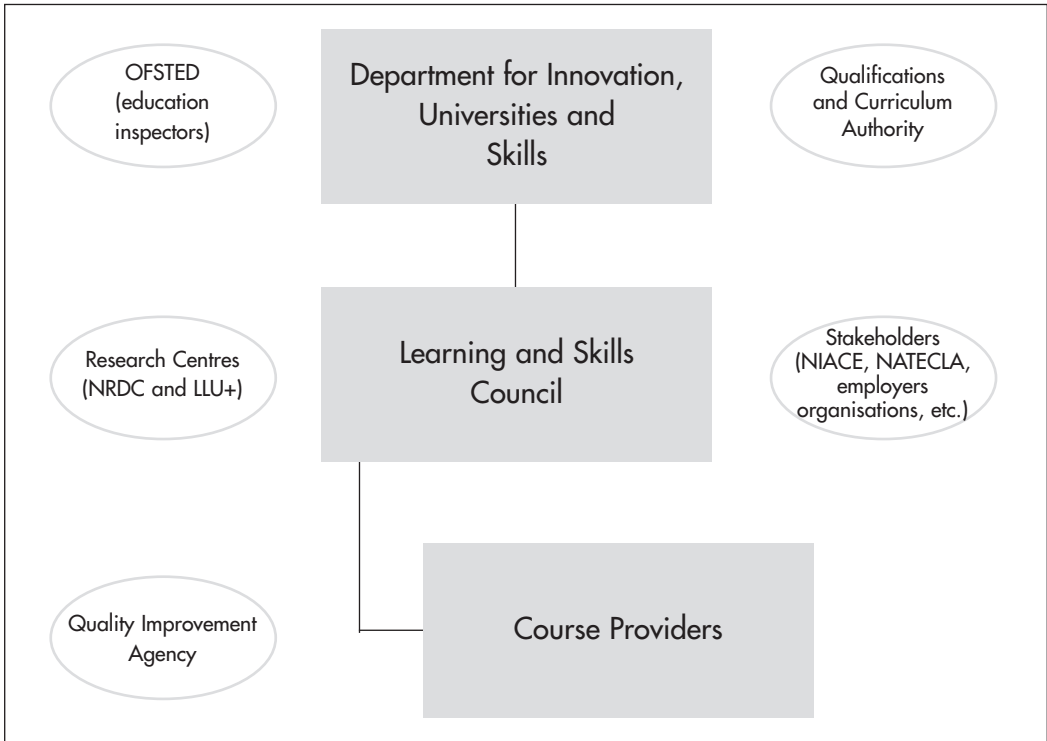 OFSTED
(education
inspectors)
Department for Innovation,
Universities and
Skills
Qualifications
and Curriculum
Authority
Research Centres
(NRDC and LLU+)
Learning and Skills
Council
Stakeholders
(NIACE, NATECLA,
employers
organisations, etc.)
Quality Improvement
Agency
Course Providers